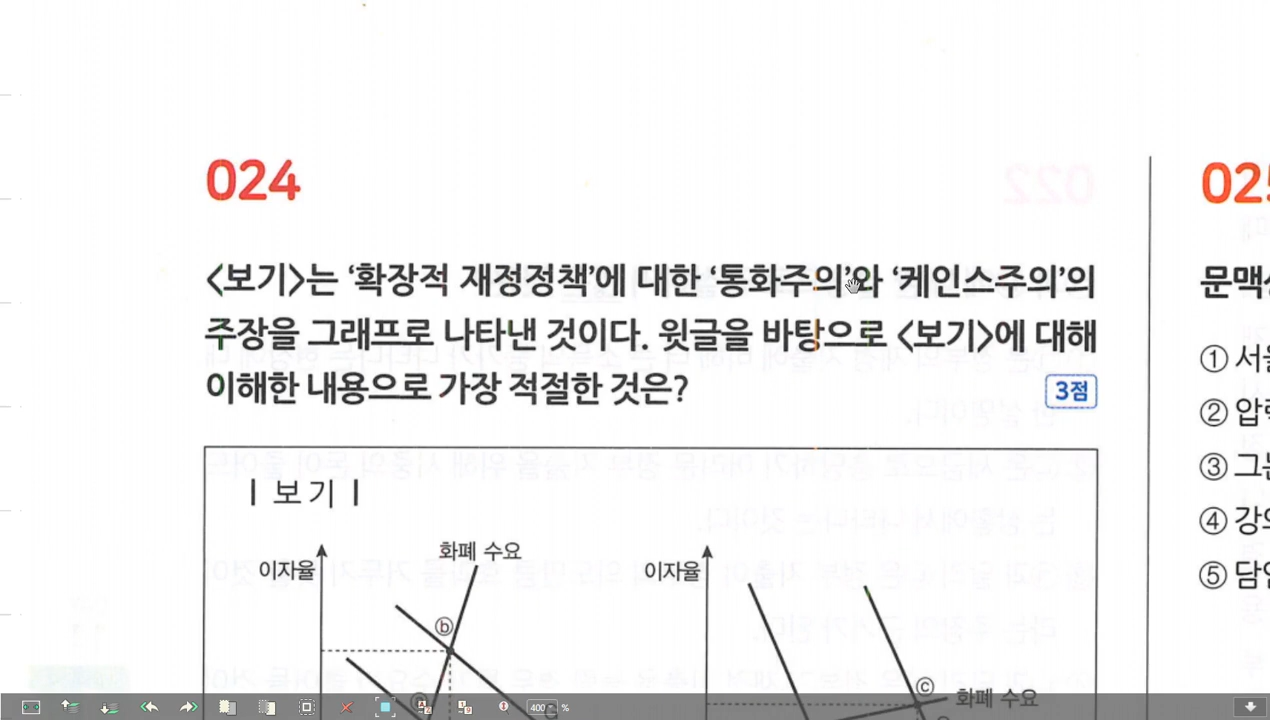 024
<보기>는 ‘확장적 재정정책’에 대한 ‘통화주의’와 ‘케인스주의’의
주장을 그래프로 나타낸 것이다. 윗글을 바탕으로 <보기>에 대해
이해한 내용으로 가장 적절한 것은?
3점
| 보 기 |
이자율
화폐 수요
ⓑ
이자율
ⓒ
화폐 수요
02
문맥
① 서울
② 압력
③ 그는
④ 강
⑤ 담
400 %